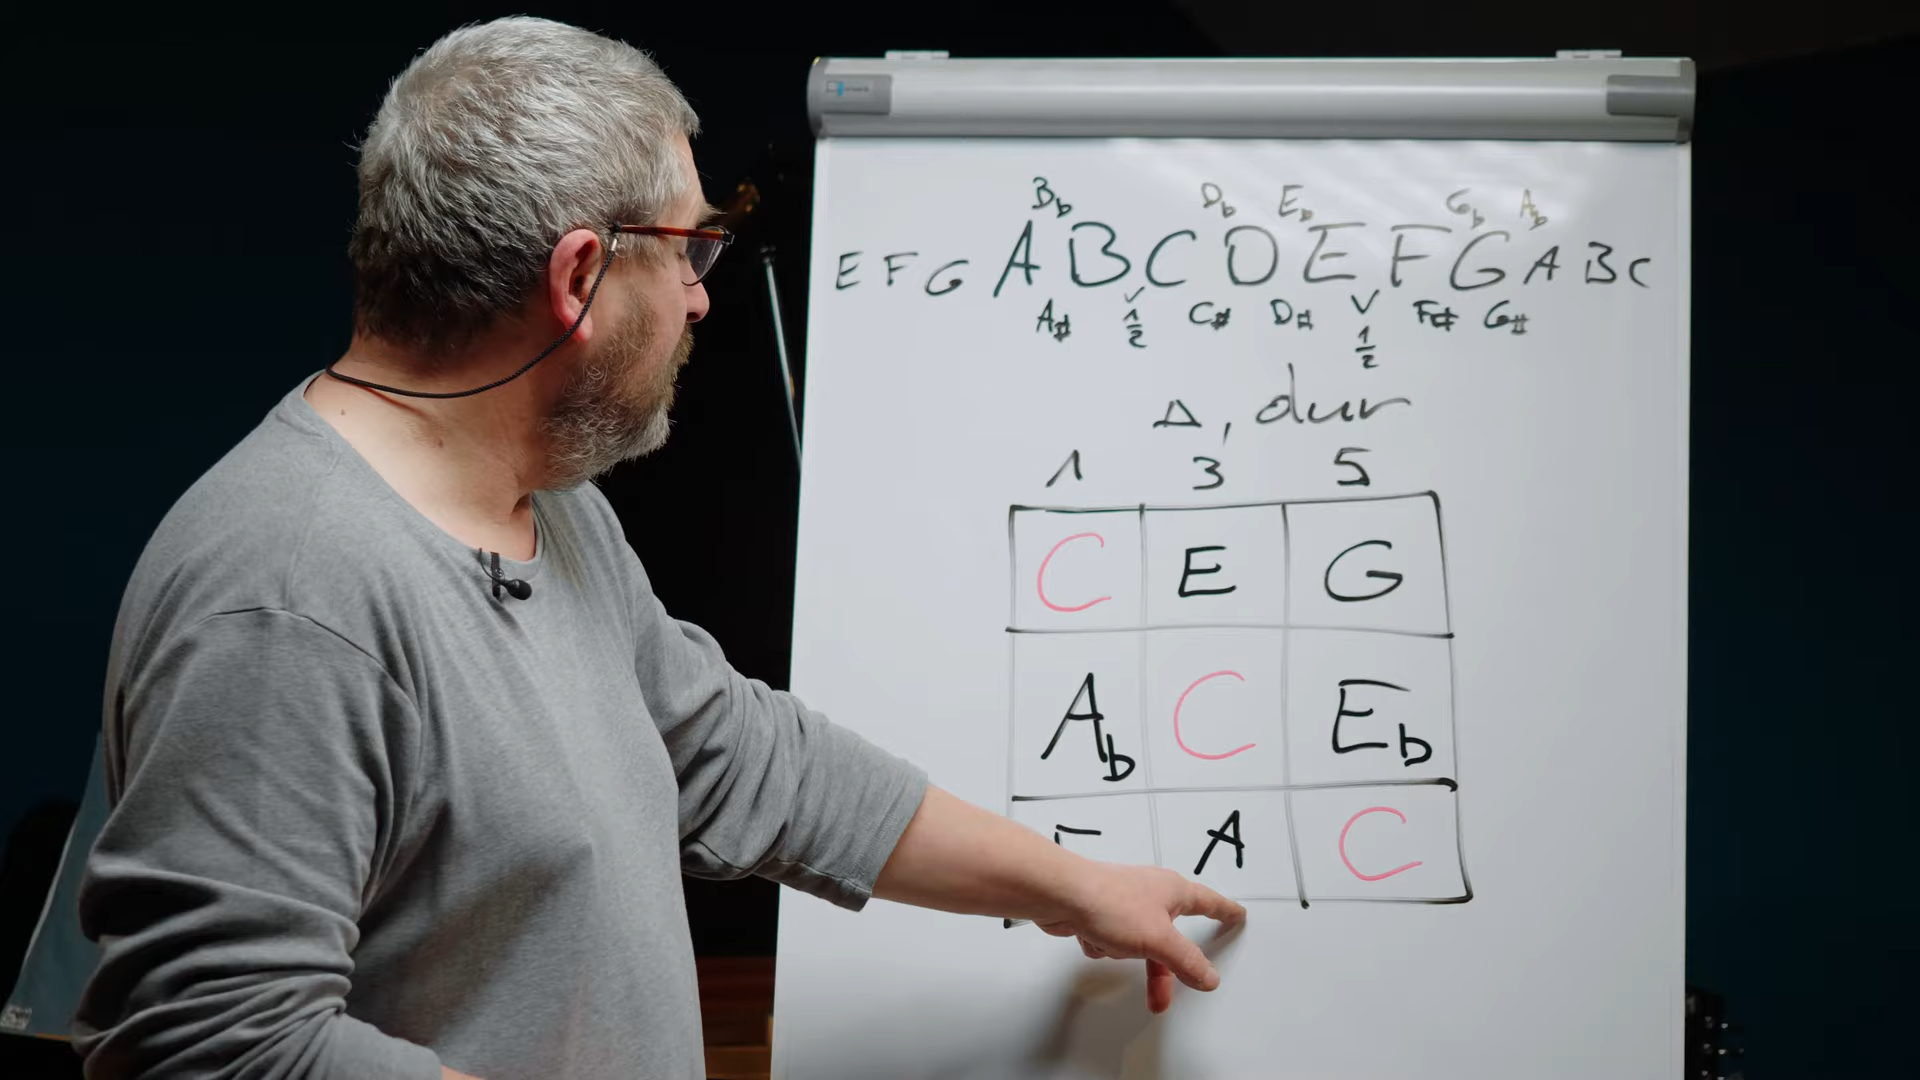 Bb Db Eb Gb Ab
E F G A B C D E F G A B C
A# ½ C# D# ½ F# G#
Δ, dur
1 3 5
C E G
Ab C Eb
A C